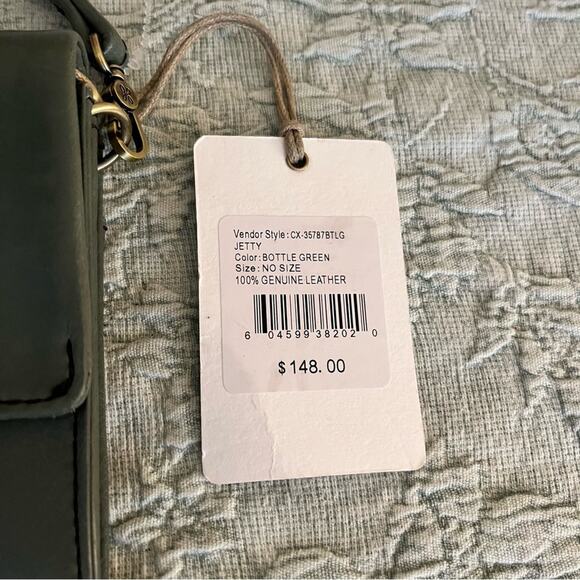 Vendor Style: CX-35787BTLG
JETTY
Color: BOTTLE GREEN
Size: NO SIZE
100% GENUINE LEATHER
6 04599 38202 0
$148.00